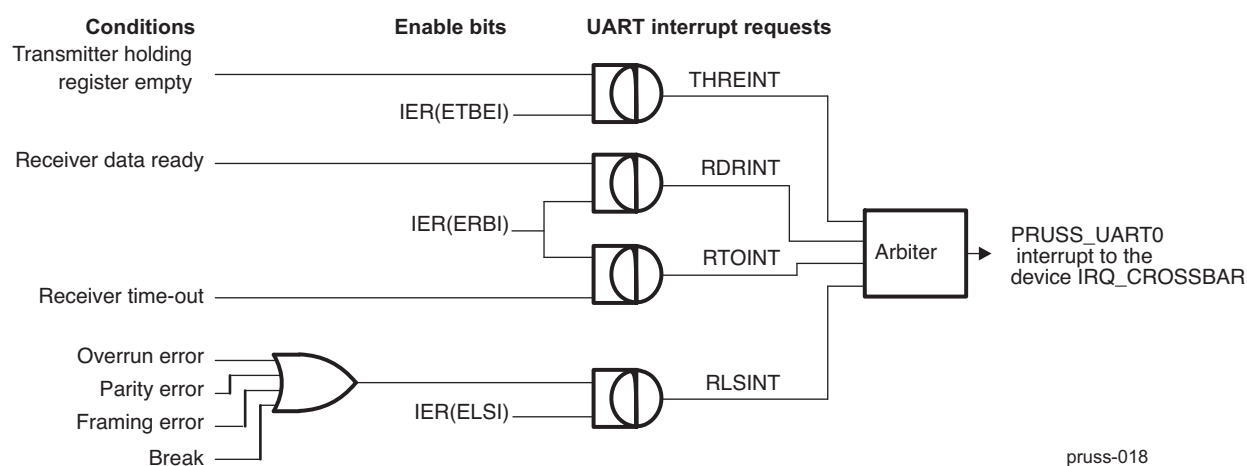 Conditions Enable bits UART interrupt requests
Transmitter holding
register empty
THREINT
IER(ETBEI)
Receiver data ready
RDRINT
IER(ERBI)
RTOINT
Receiver time-out
Arbiter
PRUSS_UART0
interrupt to the
device IRQ_CROSSBAR
Overrun error
Parity error
Framing error
Break
RLSINT
IER(ELSI)
pruss-018